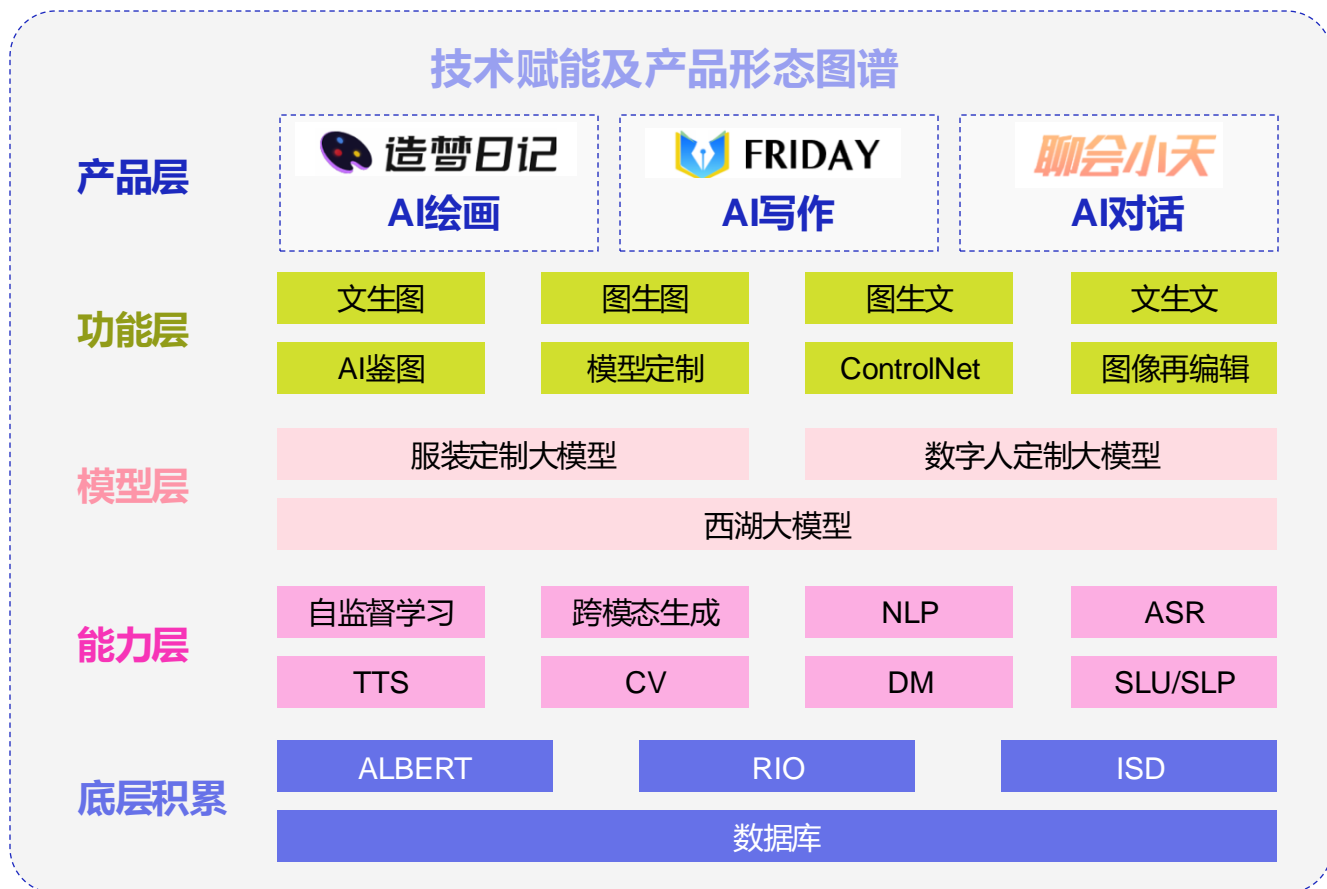 技术赋能及产品形态图谱
产品层
造梦日记
AI绘画
FRIDAY
AI写作
聊会小天
AI对话
功能层
文生图 图生图 图生文 文生文
AI鉴图 模型定制 ControlNet 图像再编辑
模型层
服装定制大模型 数字人定制大模型
西湖大模型
能力层
自监督学习 跨模态生成 NLP ASR
TTS CV DM SLU/SLP
底层积累
ALBERT RIO ISD
数据库